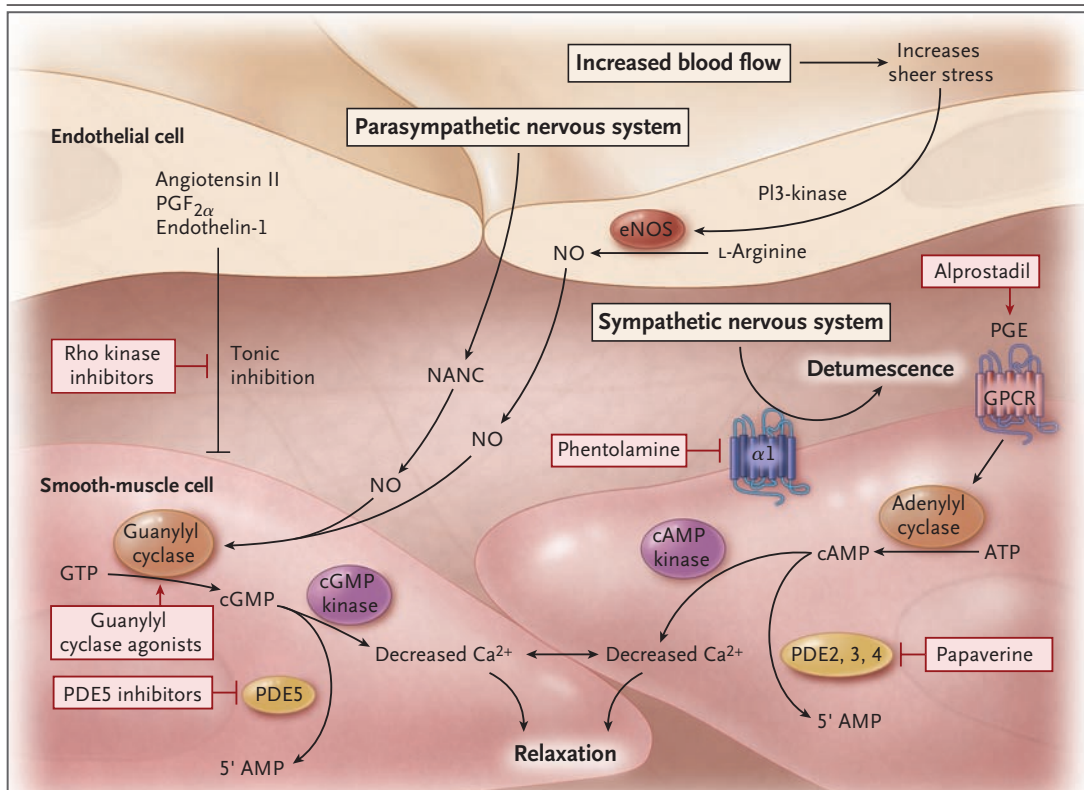 Increased blood flow
Increases
sheer stress
Parasympathetic nervous system
Endothelial cell
Angiotensin II
PGF2α
Endothelin-1
PI3-kinase
eNOS
NO
L-Arginine
Alprostadil
Sympathetic nervous system
PGE
Rho kinase
inhibitors
Tonic
inhibition
NANC
Detumescence
GPCR
NO
Phentolamine
α1
NO
Smooth-muscle cell
Guanylyl
cyclase
Adenylyl
cyclase
cAMP
kinase
cAMP
ATP
GTP
cGMP
cGMP
kinase
Guanylyl
cyclase agonists
Decreased Ca2+
Decreased Ca2+
PDE2, 3, 4
Papaverine
PDE5 inhibitors
PDE5
5' AMP
Relaxation
5' AMP